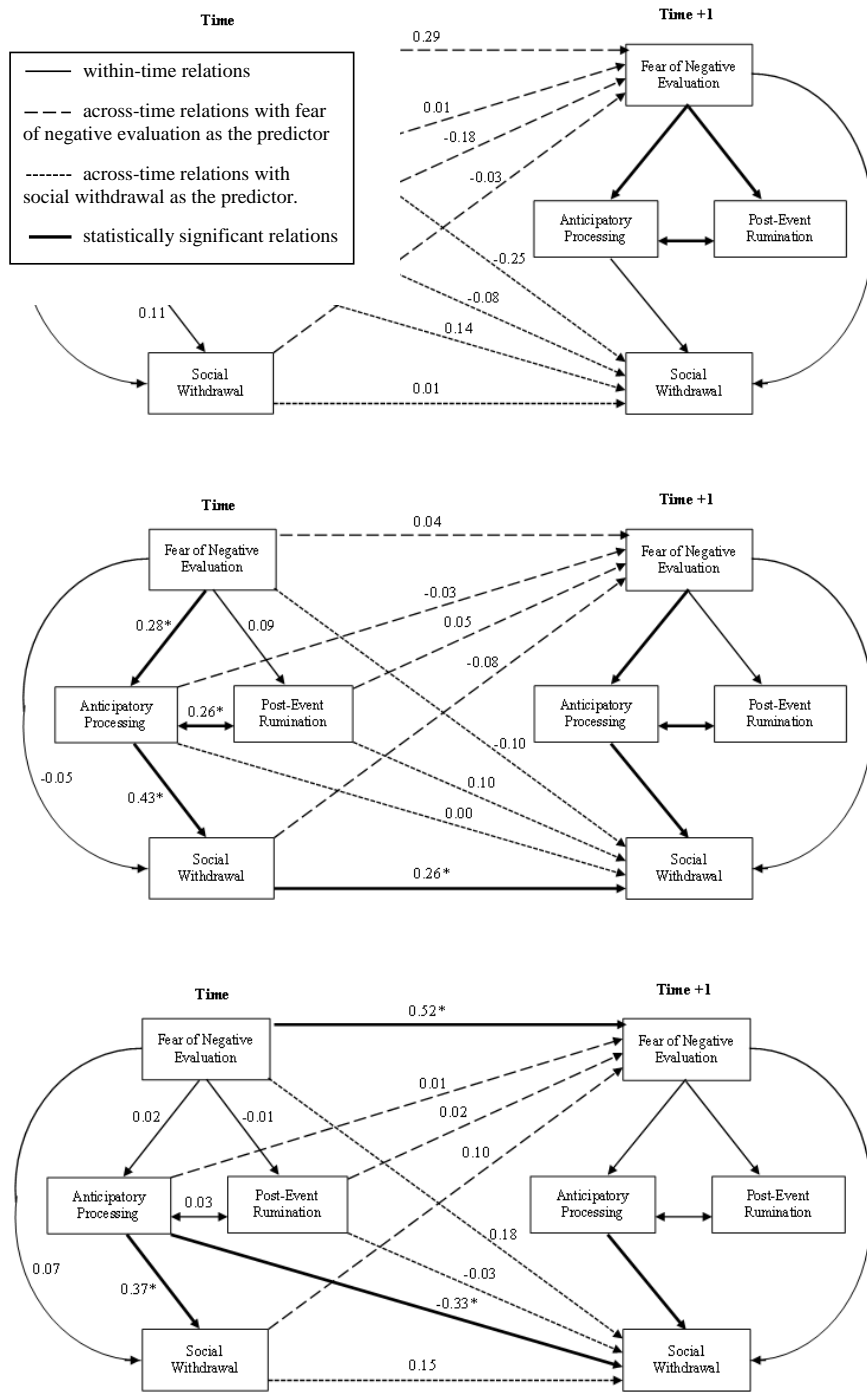 Time
Time +1
within-time relations
across-time relations with fear
of negative evaluation as the predictor
across-time relations with
social withdrawal as the predictor.
statistically significant relations
0.29
Fear of Negative
Evaluation
0.01
-0.18
-0.03
Anticipatory
Processing
Post-Event
Rumination
-0.25
-0.08
0.14
0.11
Social
Withdrawal
0.01
Social
Withdrawal
Time
Time +1
Fear of Negative
Evaluation
0.04
Fear of Negative
Evaluation
0.28*
0.09
-0.03
0.05
-0.08
Anticipatory
Processing
0.26*
Post-Event
Rumination
Anticipatory
Processing
Post-Event
Rumination
-0.05
0.43*
-0.10
0.10
0.00
Social
Withdrawal
0.26*
Social
Withdrawal
Time
Time +1
Fear of Negative
Evaluation
0.52*
Fear of Negative
Evaluation
0.02
-0.01
0.01
0.02
0.10
Anticipatory
Processing
0.03
Post-Event
Rumination
Anticipatory
Processing
Post-Event
Rumination
0.07
0.37*
0.18
-0.03
-0.33*
Social
Withdrawal
0.15
Social
Withdrawal